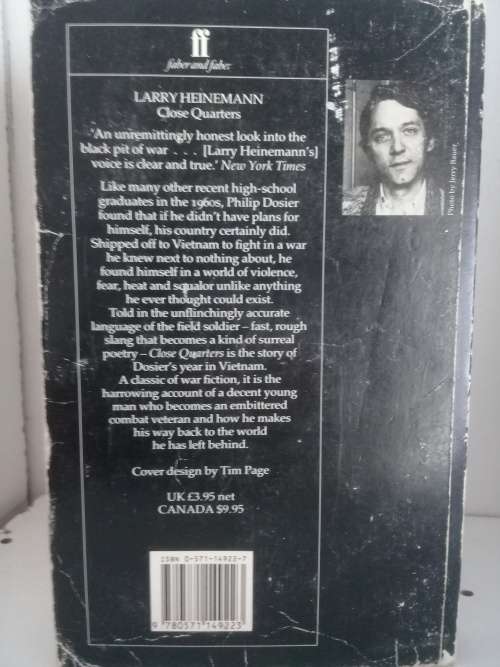 ff
faber and faber
LARRY HEINEMANN
Close Quarters
'An unremittingly honest look into the
black pit of war . . . . [Larry Heinemann's]
voice is clear and true.' New York Times
Like many other recent high-school
graduates in the 1960s, Philip Dosier
found that if he didn't have plans for
himself, his country certainly did.
Shipped off to Vietnam to fight in a war
he knew next to nothing about, he
found himself in a world of violence,
fear, heat and squalor unlike anything
he ever thought could exist.
Told in the unflinchingly accurate
language of the field soldier – fast, rough
slang that becomes a kind of surreal
poetry – Close Quarters is the story of
Dosier's year in Vietnam.
A classic of war fiction, it is the
harrowing account of a decent young
man who becomes an embittered
combat veteran and how he makes
his way back to the world
he has left behind.
Cover design by Tim Page
UK £3.95 net
CANADA $9.95
ISBN 0-571-14922-7
9 780571 149223
Photo by Jerry Bauer